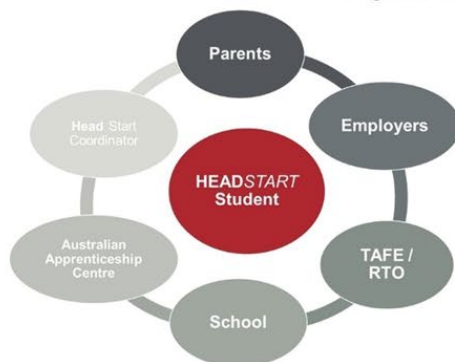 Parents
Employers
TAFE /
RTO
School
Australian
Apprenticeship
Centre
Head Start
Coordinator
HEADSTART
Student